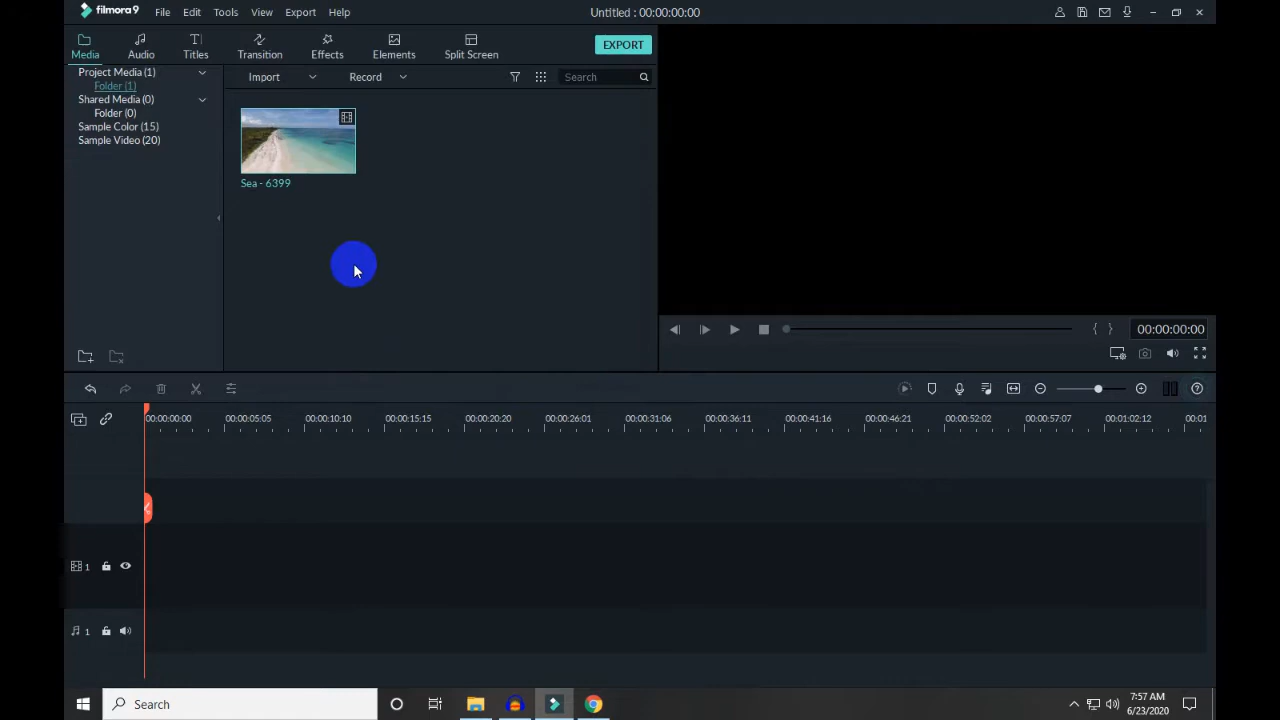 filmora 9 File Edit Tools View Export Help Untitled : 00:00:00:00
Media Audio Titles Transition Effects Elements Split Screen EXPORT
Project Media (1)
Folder (1)
Shared Media (0)
Folder (0)
Sample Color (15)
Sample Video (20)
Import Record Search
Sea - 6399
00:00:00:00
00:00:00:00 00:00:05:05 00:00:10:10 00:00:15:15 00:00:20:20 00:00:26:01 00:00:31:06 00:00:36:11 00:00:41:16 00:00:46:21 00:00:52:02 00:00:57:07 00:01:02:12 00:01
1
1
Search 7:57 AM
6/23/2020